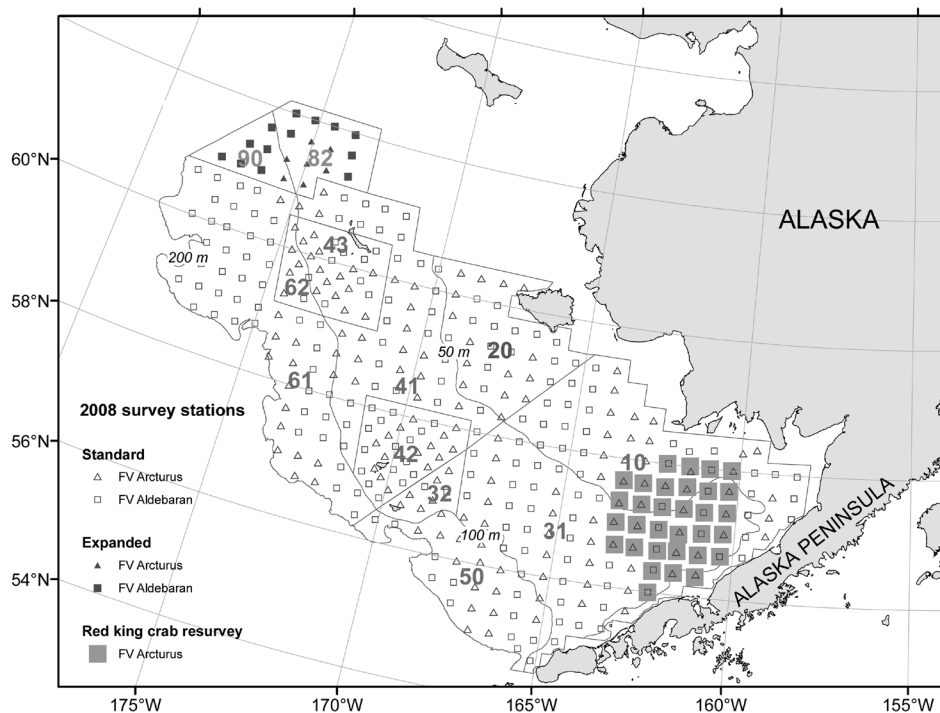 60°N
58°N
56°N
54°N
90
82
43
62
200 m
ALASKA
50 m
20
61
41
42
32
10
31
100 m
50
ALASKA PENINSULA
2008 survey stations
Standard
FV Arcturus
FV Aldebaran
Expanded
FV Arcturus
FV Aldebaran
Red king crab resurvey
FV Arcturus
175°W
170°W
165°W
160°W
155°W